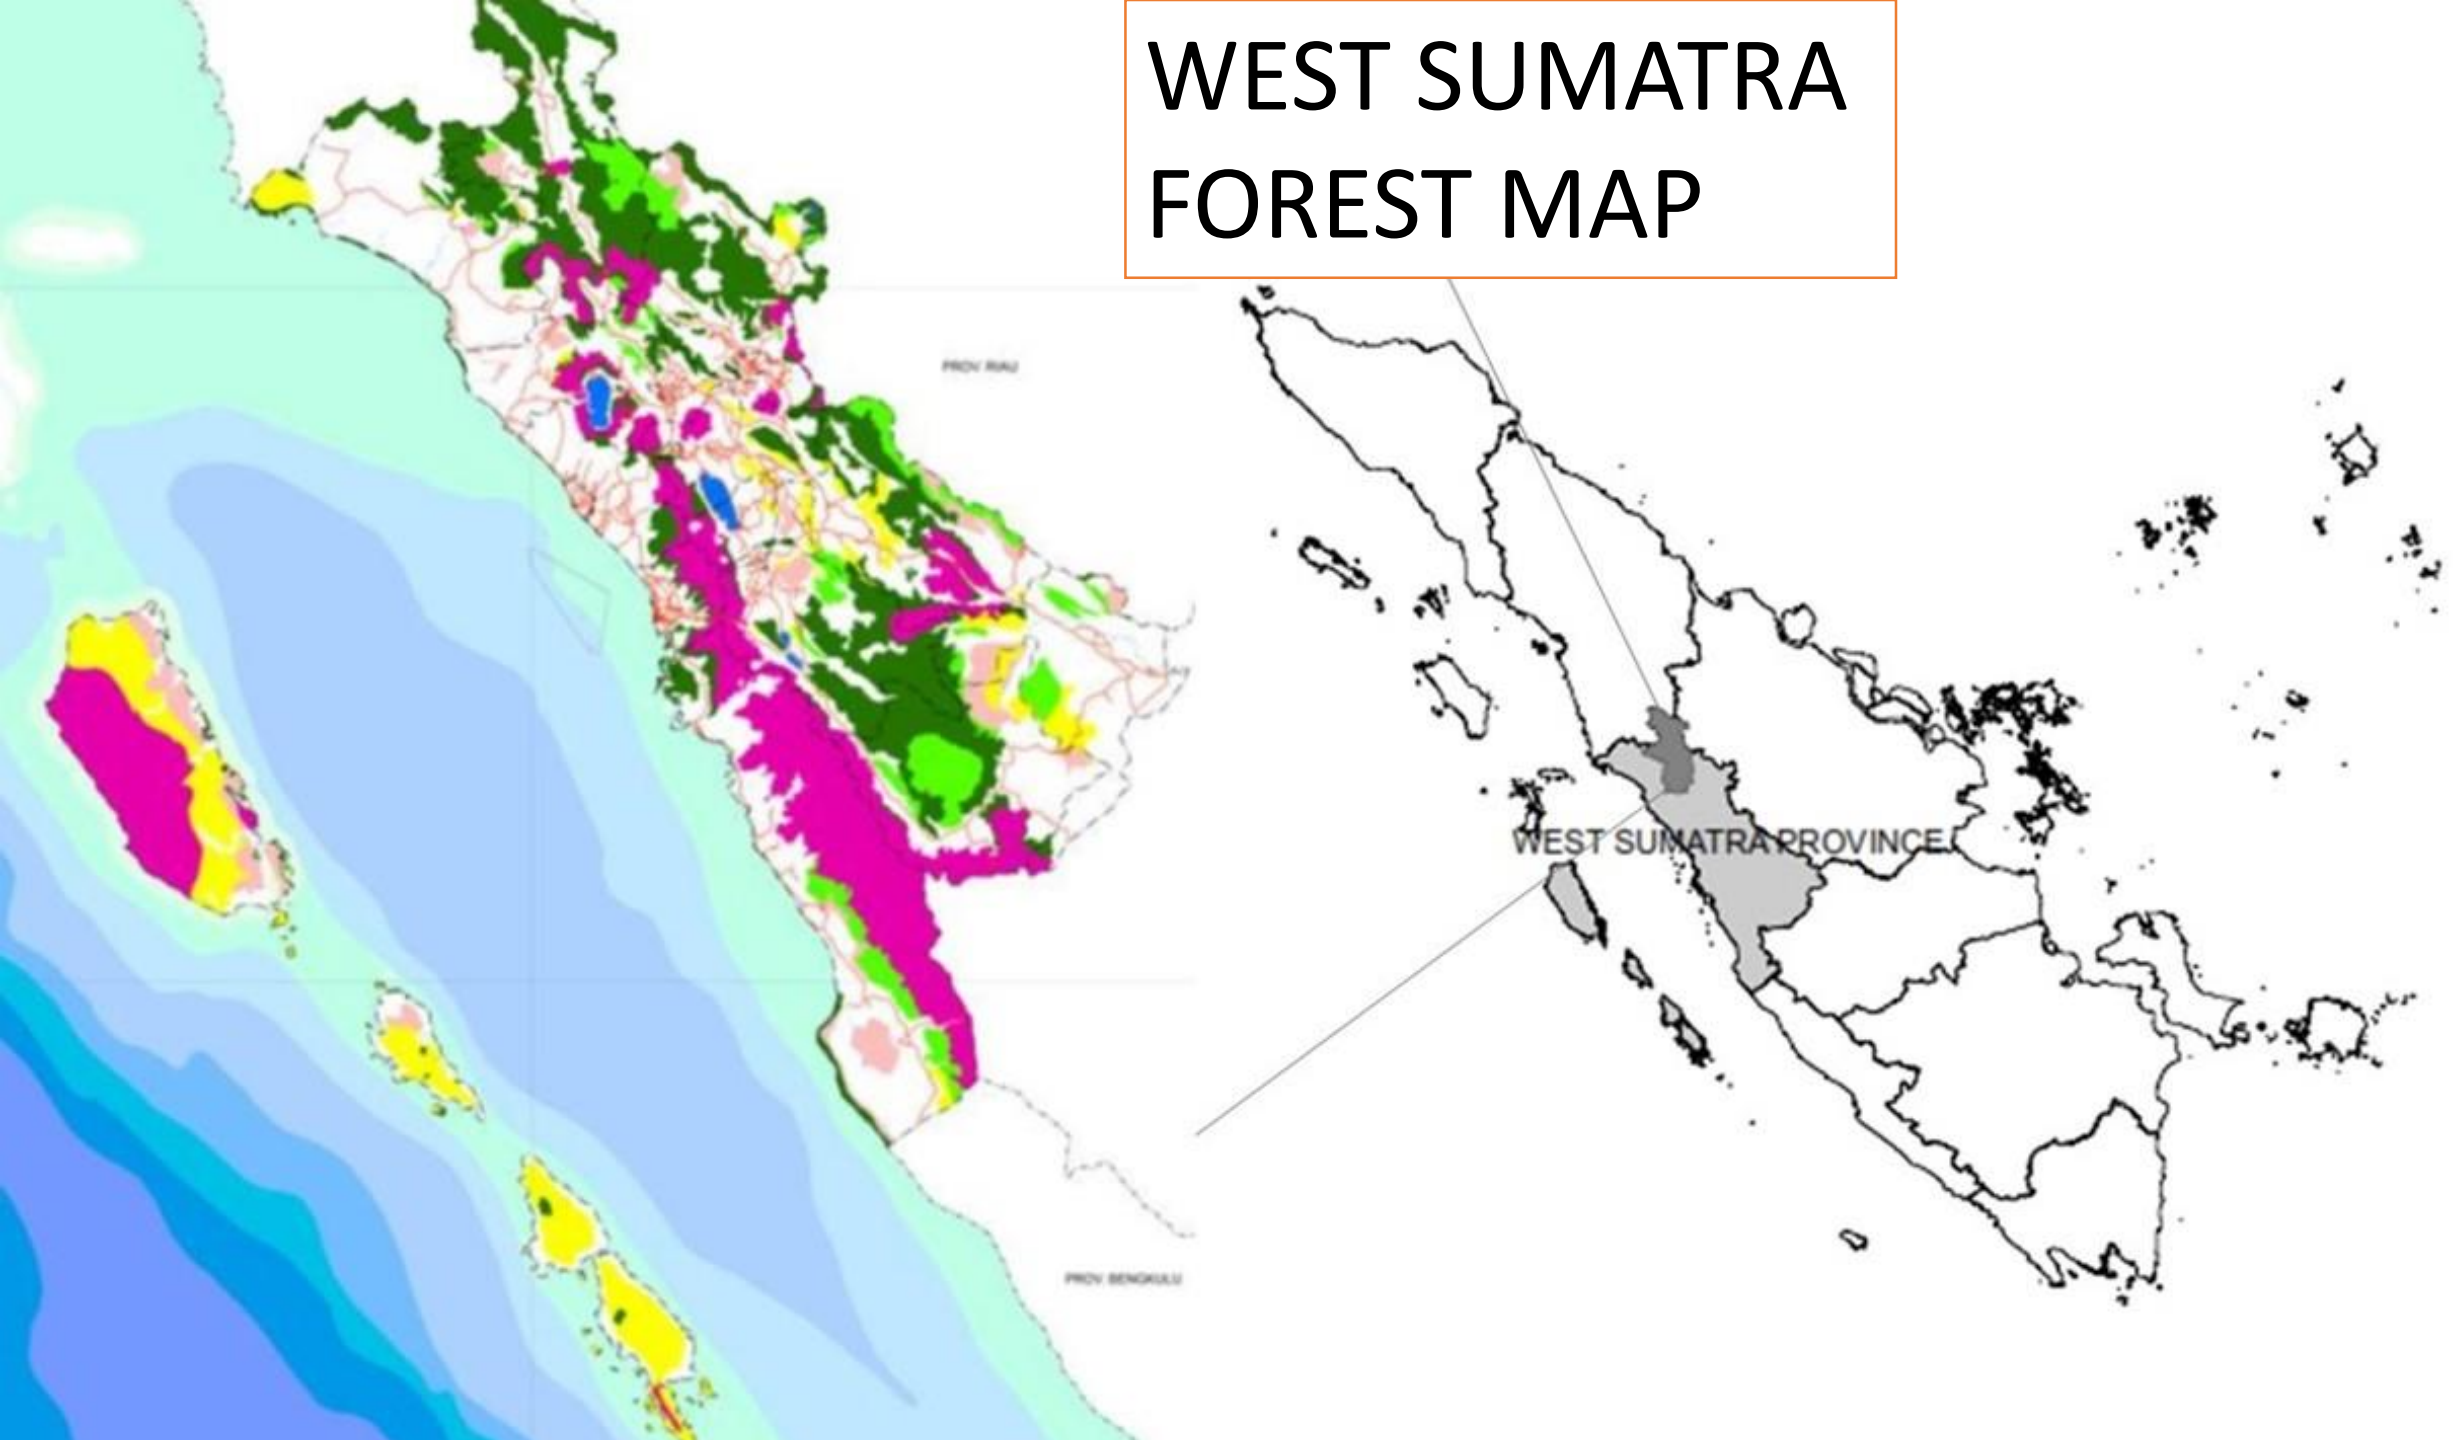 WEST SUMATRA
FOREST MAP
PROV. RIAU
WEST SUMATRA PROVINCE
PROV. BENGKULU